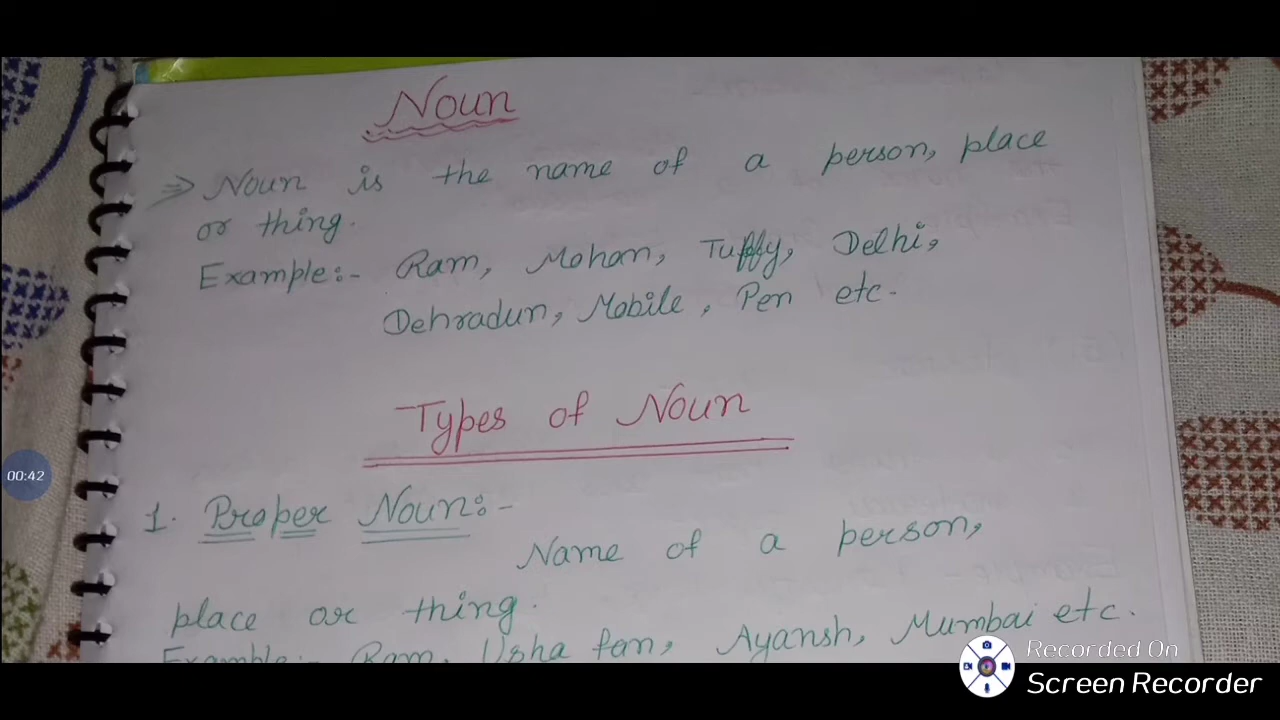 Noun
⇒ Noun is the name of a person, place
or thing.
Example:- Ram, Mohan, Tuffy, Delhi,
Dehradun, Mobile, Pen etc.
Types of Noun
00:42
1. Proper Noun:-
Name of a person,
place or thing.
Example:- Ram, Usha fan, Ayansh, Mumbai etc.
Recorded On
Screen Recorder